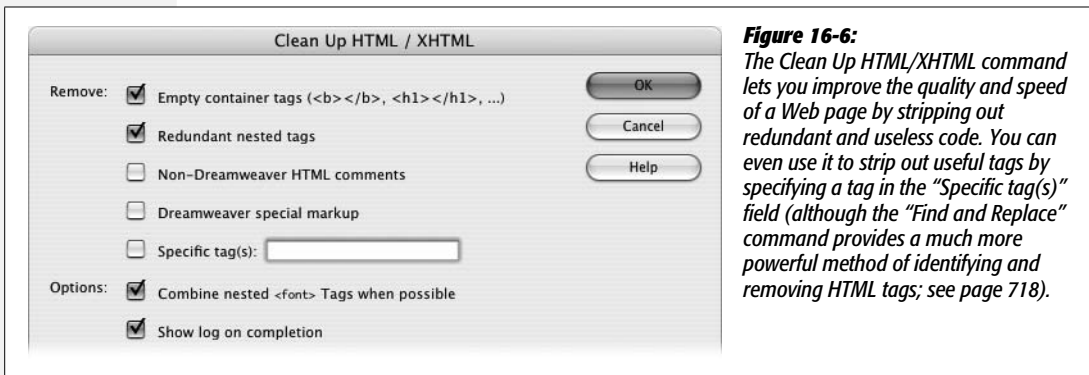 Clean Up HTML / XHTML
Remove:
Empty container tags (<b></b>, <h1></h1>, ...)
Redundant nested tags
Non-Dreamweaver HTML comments
Dreamweaver special markup
Specific tag(s):
Options:
Combine nested <font> Tags when possible
Show log on completion
OK
Cancel
Help
Figure 16-6:
The Clean Up HTML/XHTML command
lets you improve the quality and speed
of a Web page by stripping out
redundant and useless code. You can
even use it to strip out useful tags by
specifying a tag in the “Specific tag(s)”
field (although the “Find and Replace”
command provides a much more
powerful method of identifying and
removing HTML tags; see page 718).